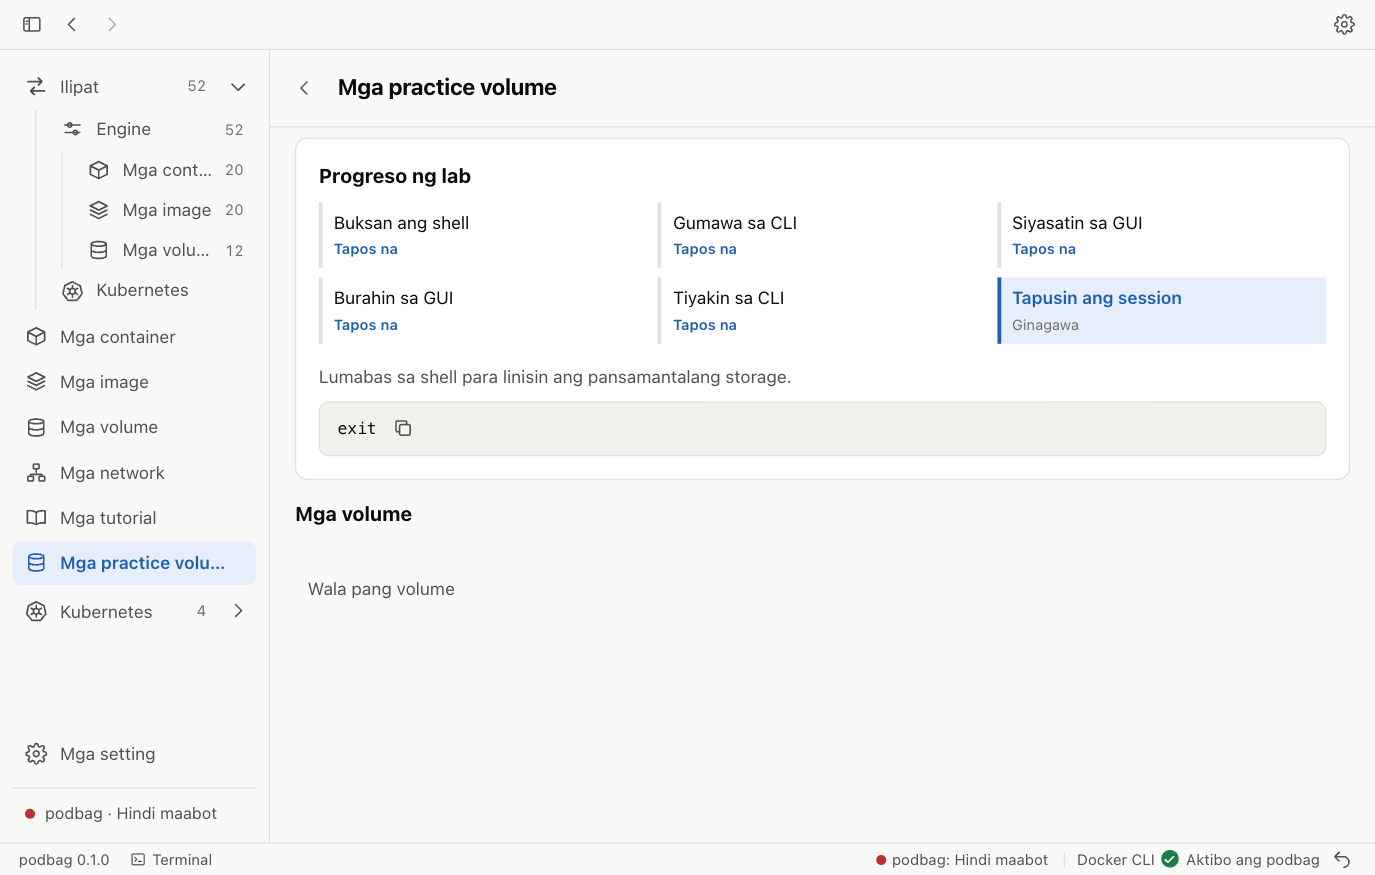 Ilipat 52
Engine 52
Mga cont... 20
Mga image 20
Mga volu... 12
Kubernetes
Mga container
Mga image
Mga volume
Mga network
Mga tutorial
Mga practice volu...
Kubernetes 4
Mga setting
podbag · Hindi maabot
Mga practice volume
Progreso ng lab
Buksan ang shell
Tapos na
Gumawa sa CLI
Tapos na
Siyasatin sa GUI
Tapos na
Burahin sa GUI
Tapos na
Tiyakin sa CLI
Tapos na
Tapusin ang session
Ginagawa
Lumabas sa shell para linisin ang pansamantalang storage.
exit
Mga volume
Wala pang volume
podbag 0.1.0 Terminal podbag: Hindi maabot Docker CLI Aktibo ang podbag